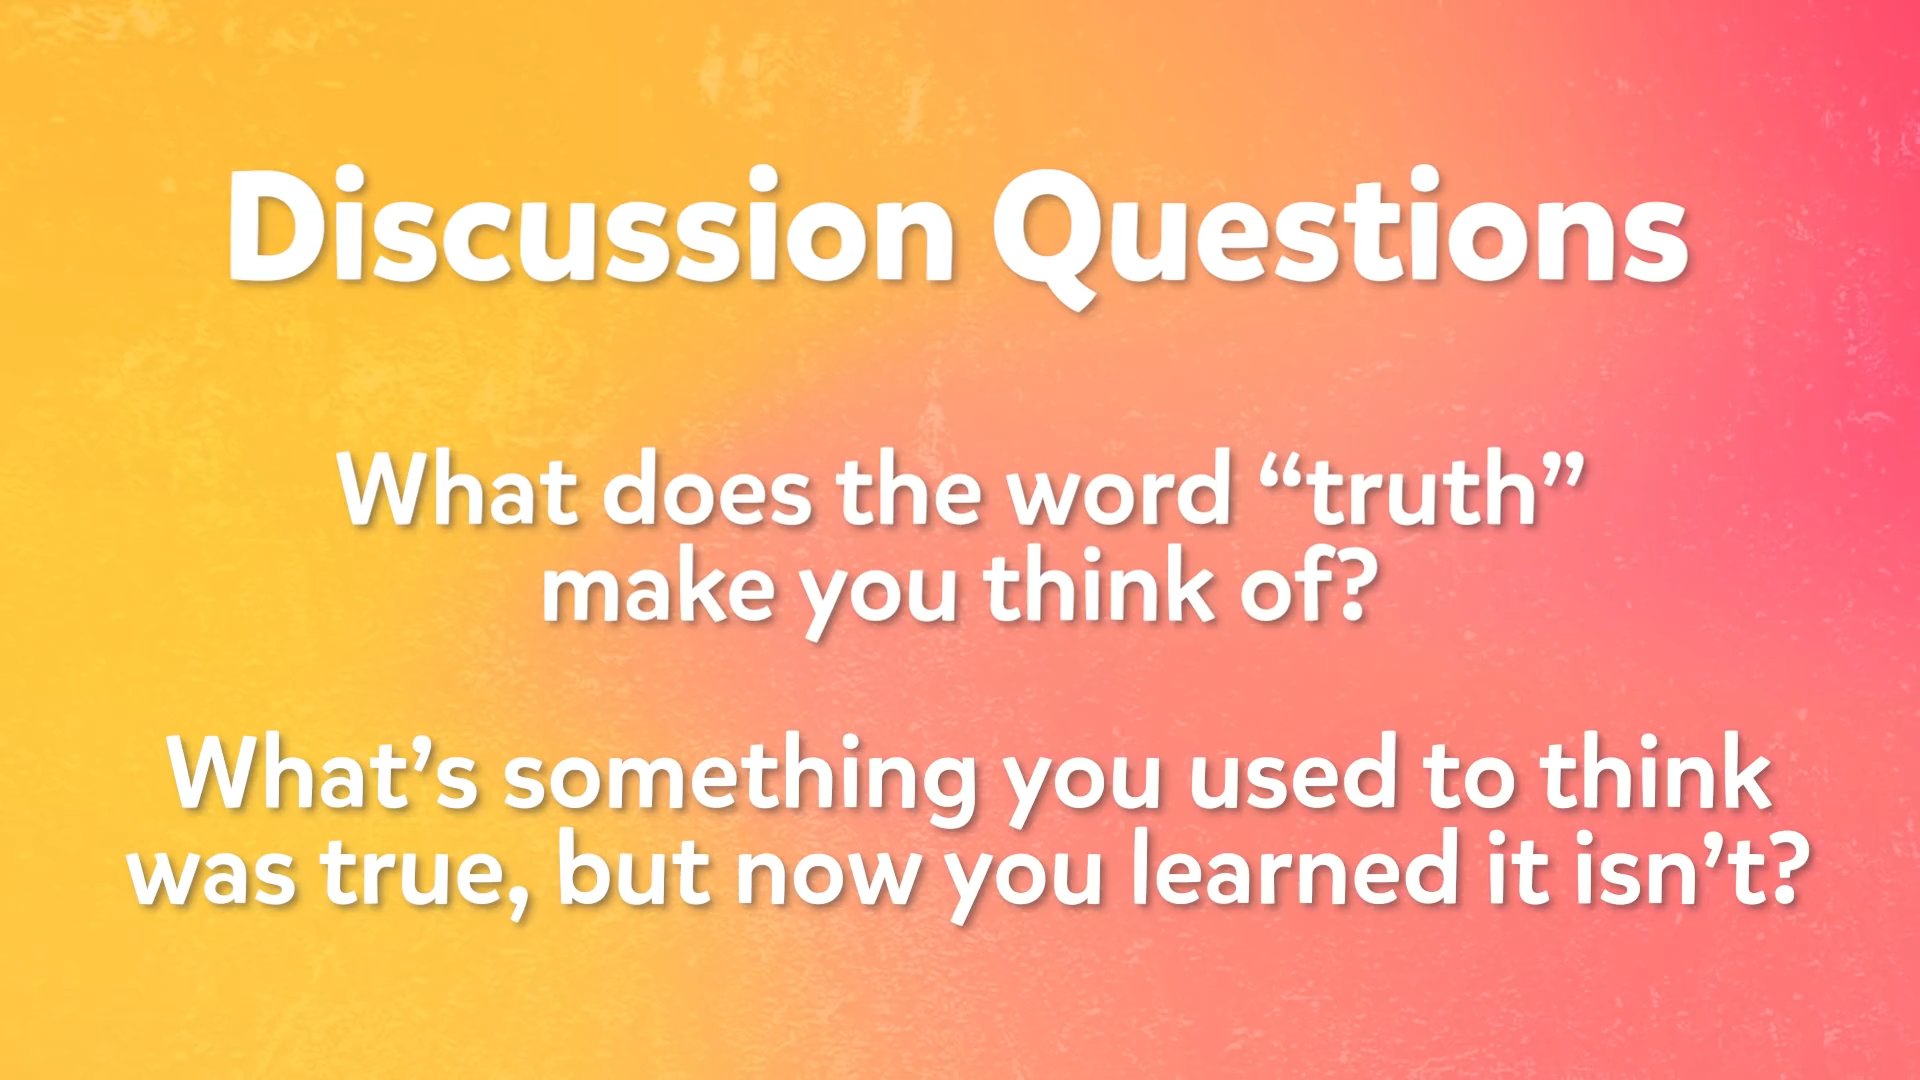 Discussion Questions
What does the word “truth”
make you think of?
What’s something you used to think
was true, but now you learned it isn’t?